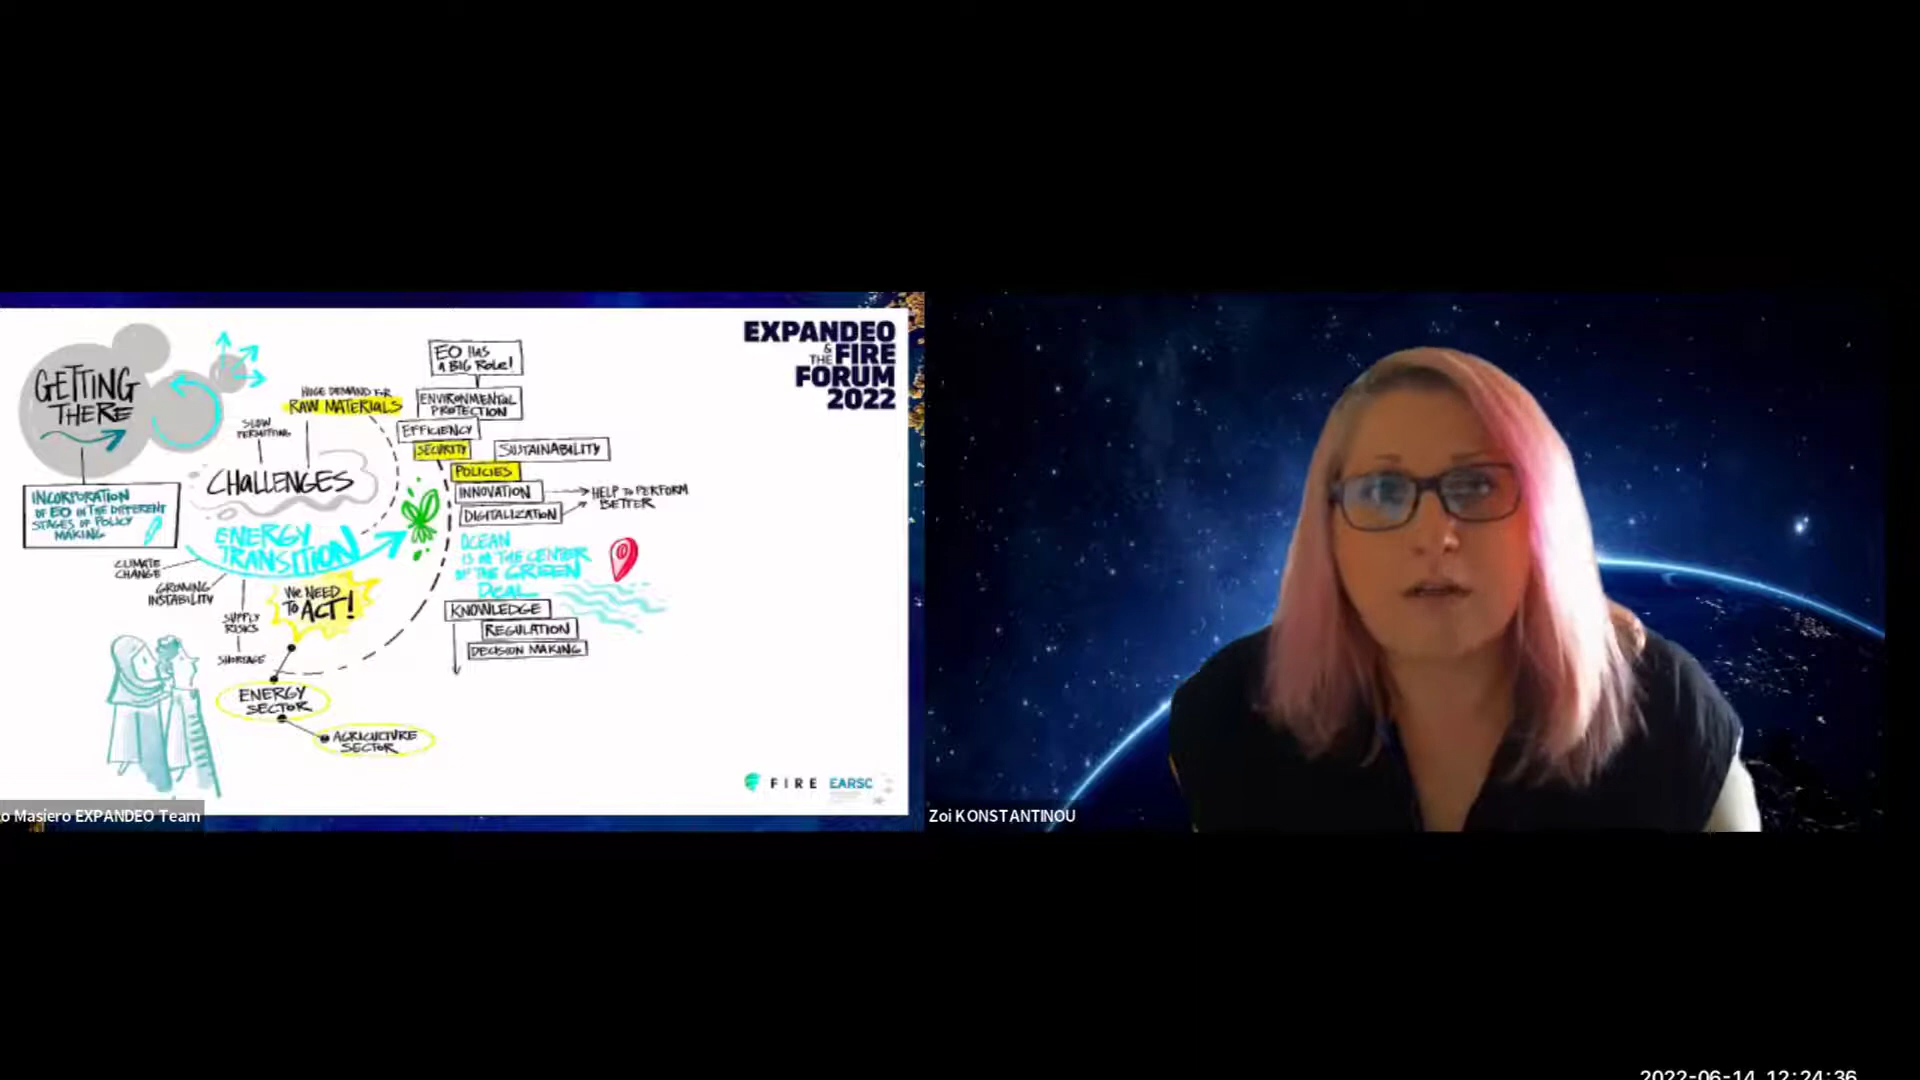 EXPANDEO
& THE FIRE
FORUM
2022
GETTING
THERE
INCORPORATION
OF EO IN THE DIFFERENT
STAGES OF POLICY
MAKING
HUGE DEMAND FOR
RAW MATERIALS
SLOW
PERMITTING
CHALLENGES
ENERGY
TRANSITION
CLIMATE
CHANGE
GROWING
INSTABILITY
SUPPLY
RISKS
SHORTAGE
WE NEED
TO ACT!
ENERGY
SECTOR
AGRICULTURE
SECTOR
EO HAS
A BIG ROLE!
ENVIRONMENTAL
PROTECTION
EFFICIENCY
SECURITY
SUSTAINABILITY
POLICIES
INNOVATION
DIGITALIZATION
HELP TO PERFORM
BETTER
OCEAN
IS IN THE CENTER
OF THE GREEN
DEAL
KNOWLEDGE
REGULATION
DECISION MAKING
FIRE EARSC
o Masiero EXPANDEO Team
Zoi KONSTANTINOU
2022-06-14 12:24:36